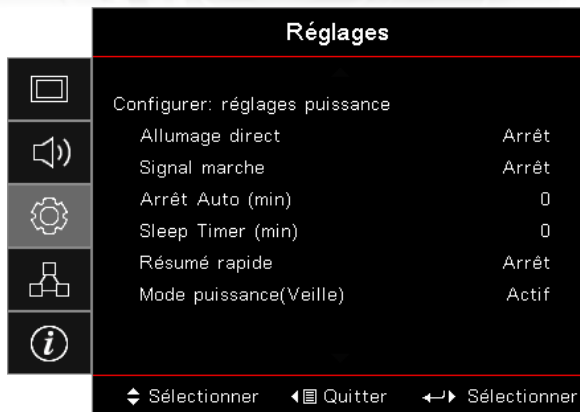 Réglages
Configurer: réglages puissance
Allumage direct Arrêt
Signal marche Arrêt
Arrêt Auto (min) 0
Sleep Timer (min) 0
Résumé rapide Arrêt
Mode puissance(Veille) Actif
Sélectionner Quitter Sélectionner